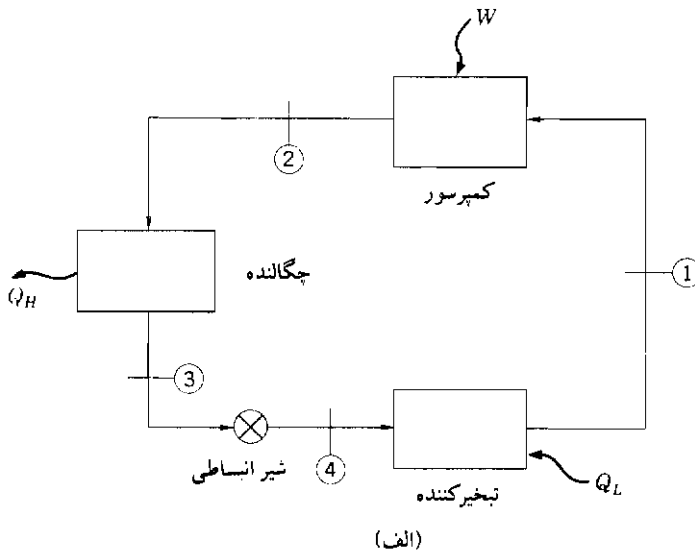 W
2
کمپرسور
1
چگالنده
Q_H
3
شیر انبساطی
4
تبخیرکننده
Q_L
(الف)